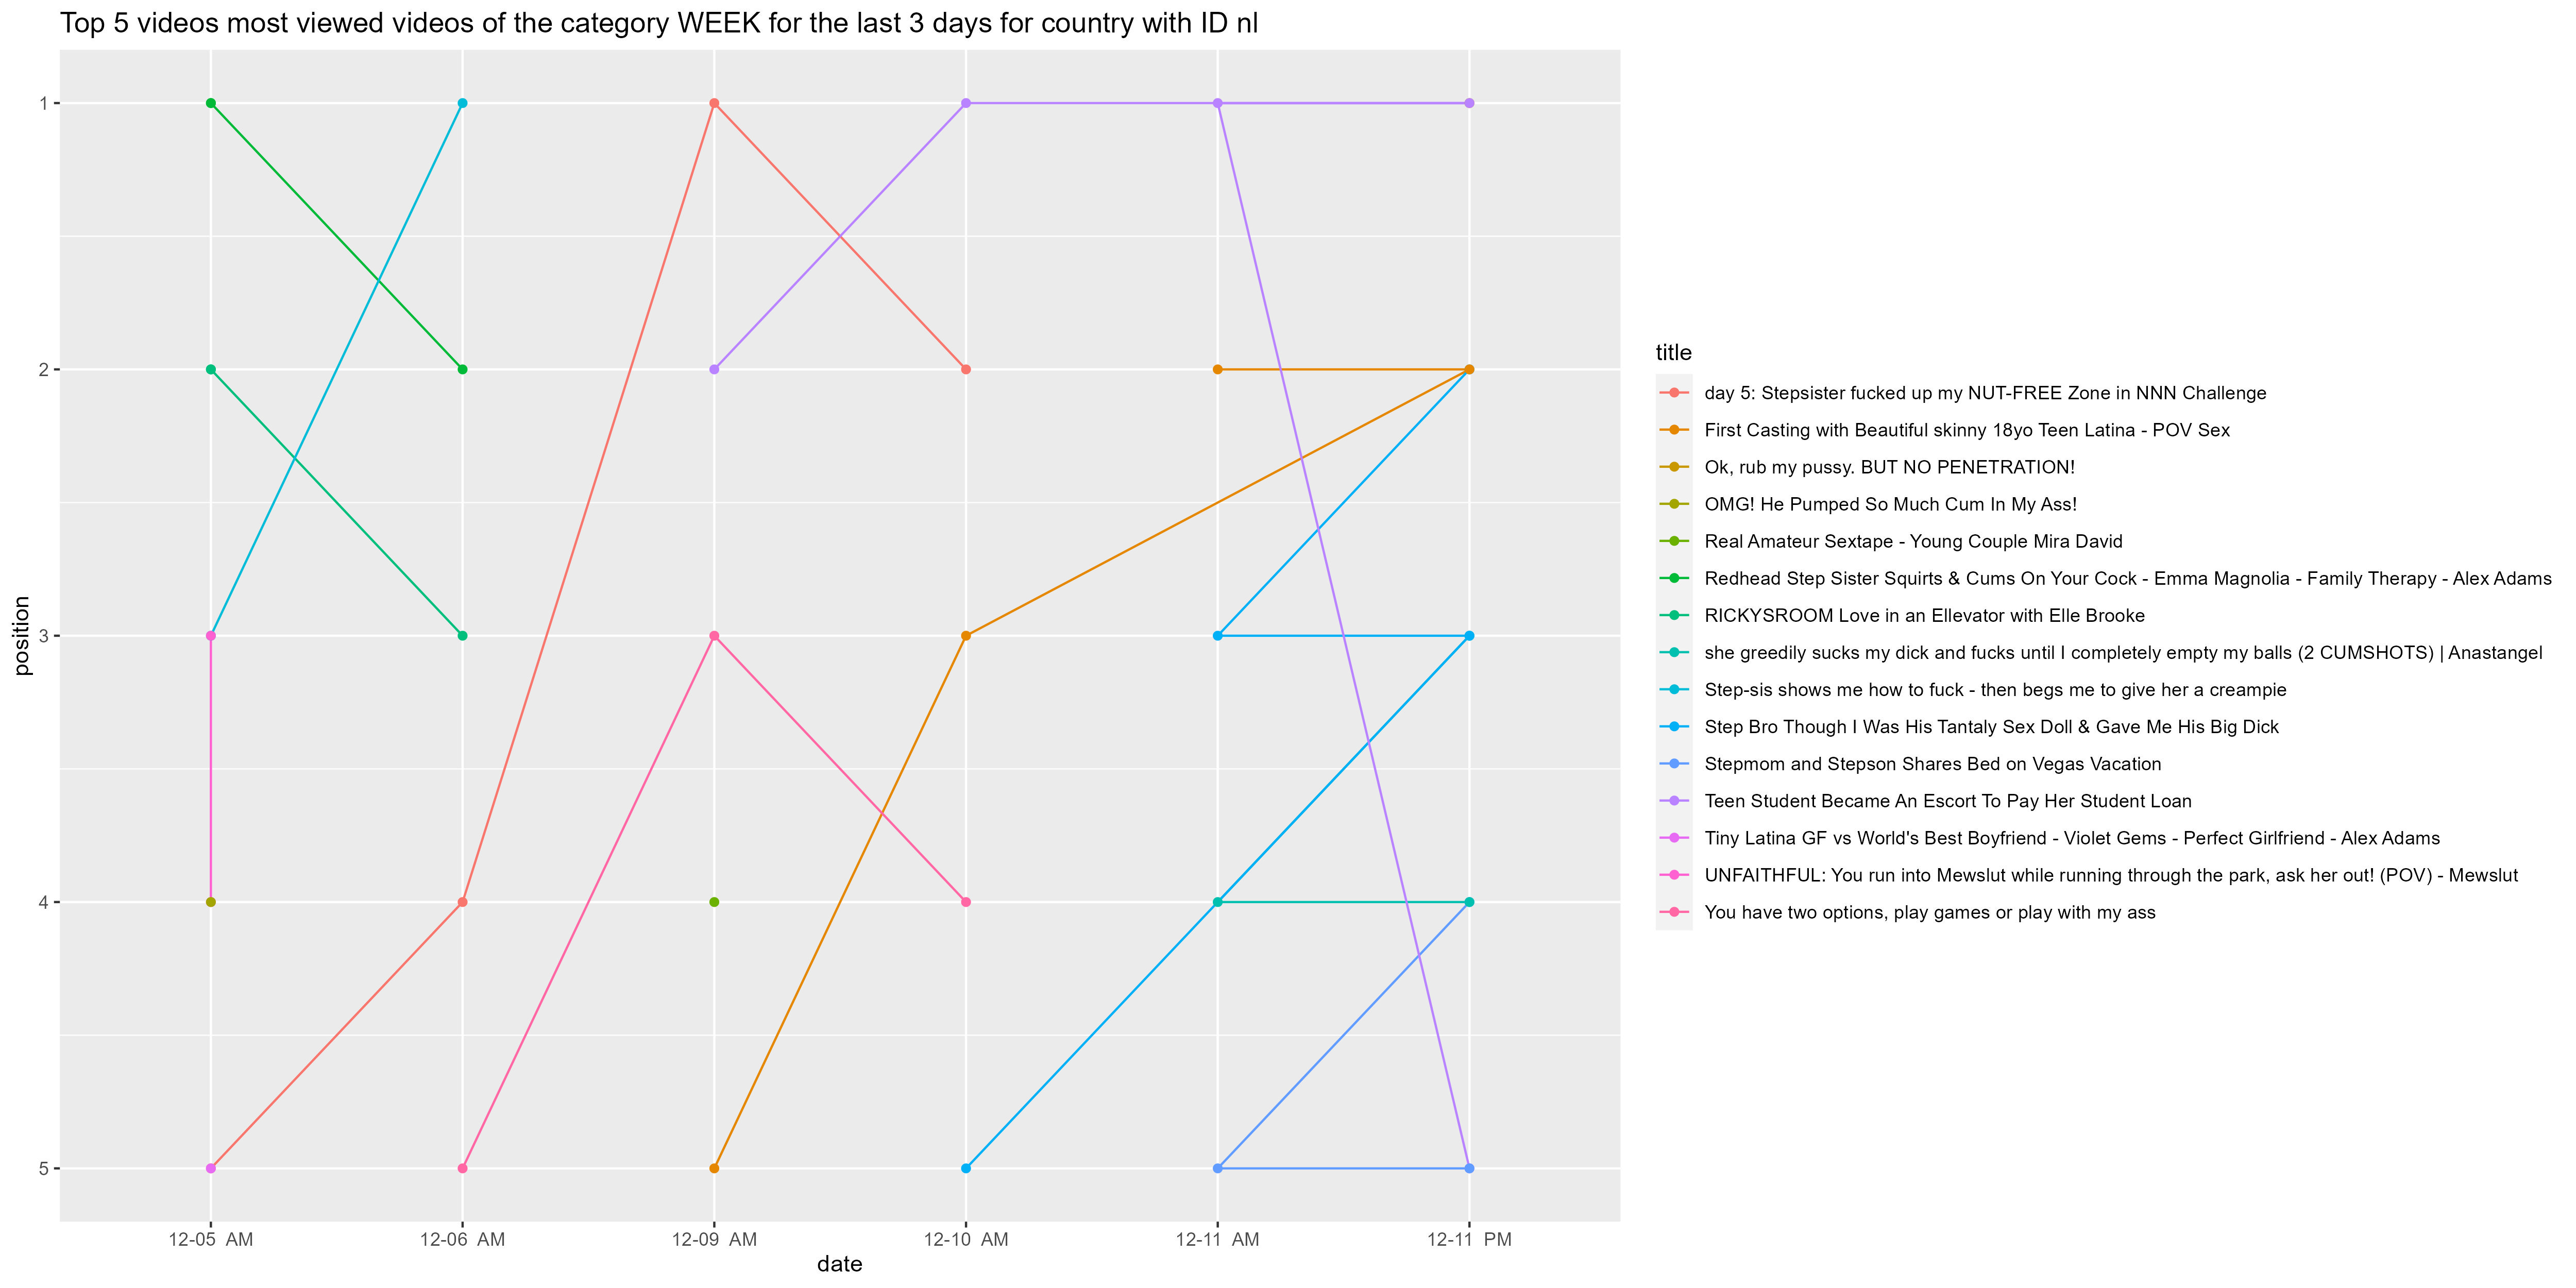 Top 5 videos most viewed videos of the category WEEK for the last 3 days for country with ID nl
position
1
2
3
4
5
12-05 AM
12-06 AM
12-09 AM
12-10 AM
12-11 AM
12-11 PM
date
title
day 5: Stepsister fucked up my NUT-FREE Zone in NNN Challenge
First Casting with Beautiful skinny 18yo Teen Latina - POV Sex
Ok, rub my pussy. BUT NO PENETRATION!
OMG! He Pumped So Much Cum In My Ass!
Real Amateur Sextape - Young Couple Mira David
Redhead Step Sister Squirts & Cums On Your Cock - Emma Magnolia - Family Therapy - Alex Adams
RICKYSROOM Love in an Ellevator with Elle Brooke
she greedily sucks my dick and fucks until I completely empty my balls (2 CUMSHOTS) | Anastangel
Step-sis shows me how to fuck - then begs me to give her a creampie
Step Bro Though I Was His Tantaly Sex Doll & Gave Me His Big Dick
Stepmom and Stepson Shares Bed on Vegas Vacation
Teen Student Became An Escort To Pay Her Student Loan
Tiny Latina GF vs World's Best Boyfriend - Violet Gems - Perfect Girlfriend - Alex Adams
UNFAITHFUL: You run into Mewslut while running through the park, ask her out! (POV) - Mewslut
You have two options, play games or play with my ass